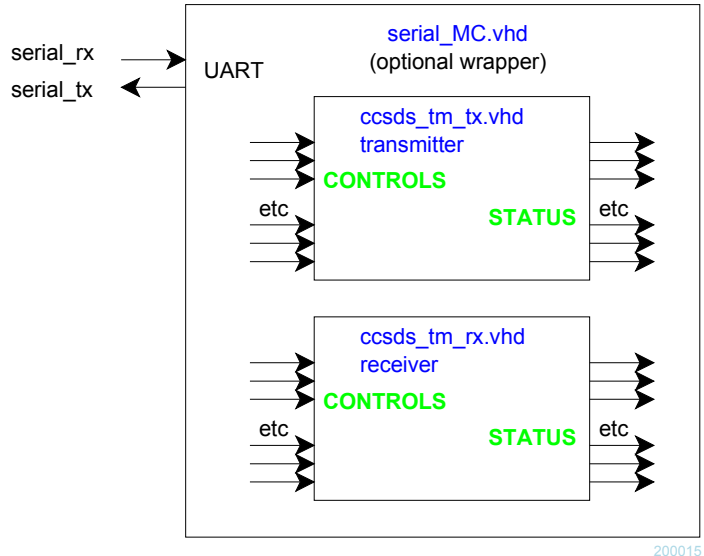 serial_rx
serial_tx
UART
serial_MC.vhd
(optional wrapper)
ccsds_tm_tx.vhd
transmitter
CONTROLS
etc
STATUS
etc
ccsds_tm_rx.vhd
receiver
CONTROLS
etc
STATUS
etc
200015